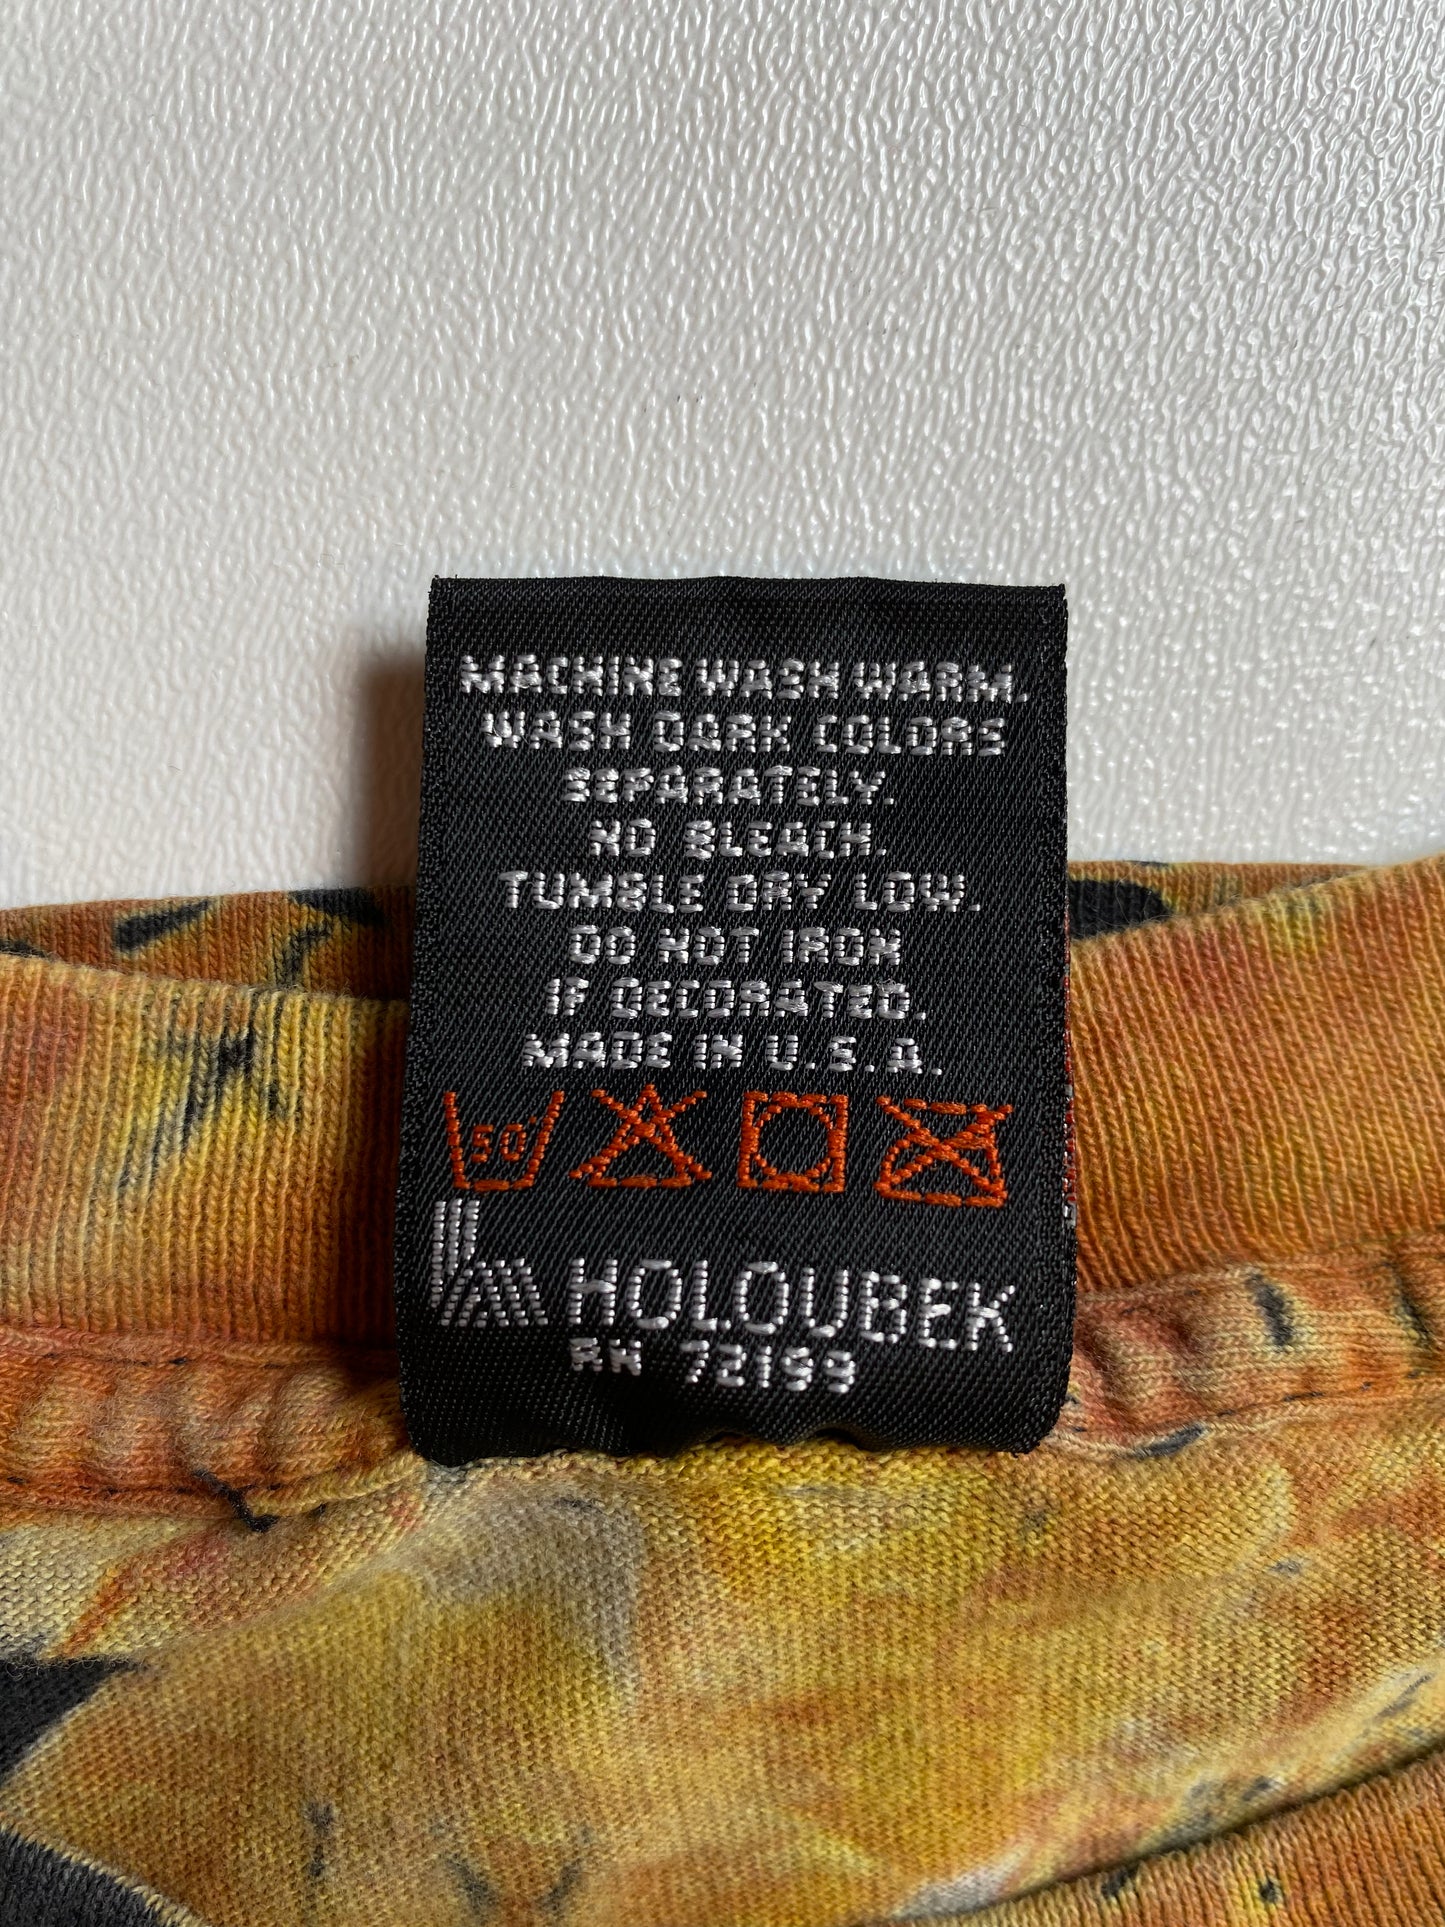 MACHINE WASH WARM.
WASH DARK COLORS
SEPARATELY.
NO BLEACH.
TUMBLE DRY LOW.
DO NOT IRON
IF DECORATED.
MADE IN U.S.A.
50°
HOLOUBEK
RN 72199